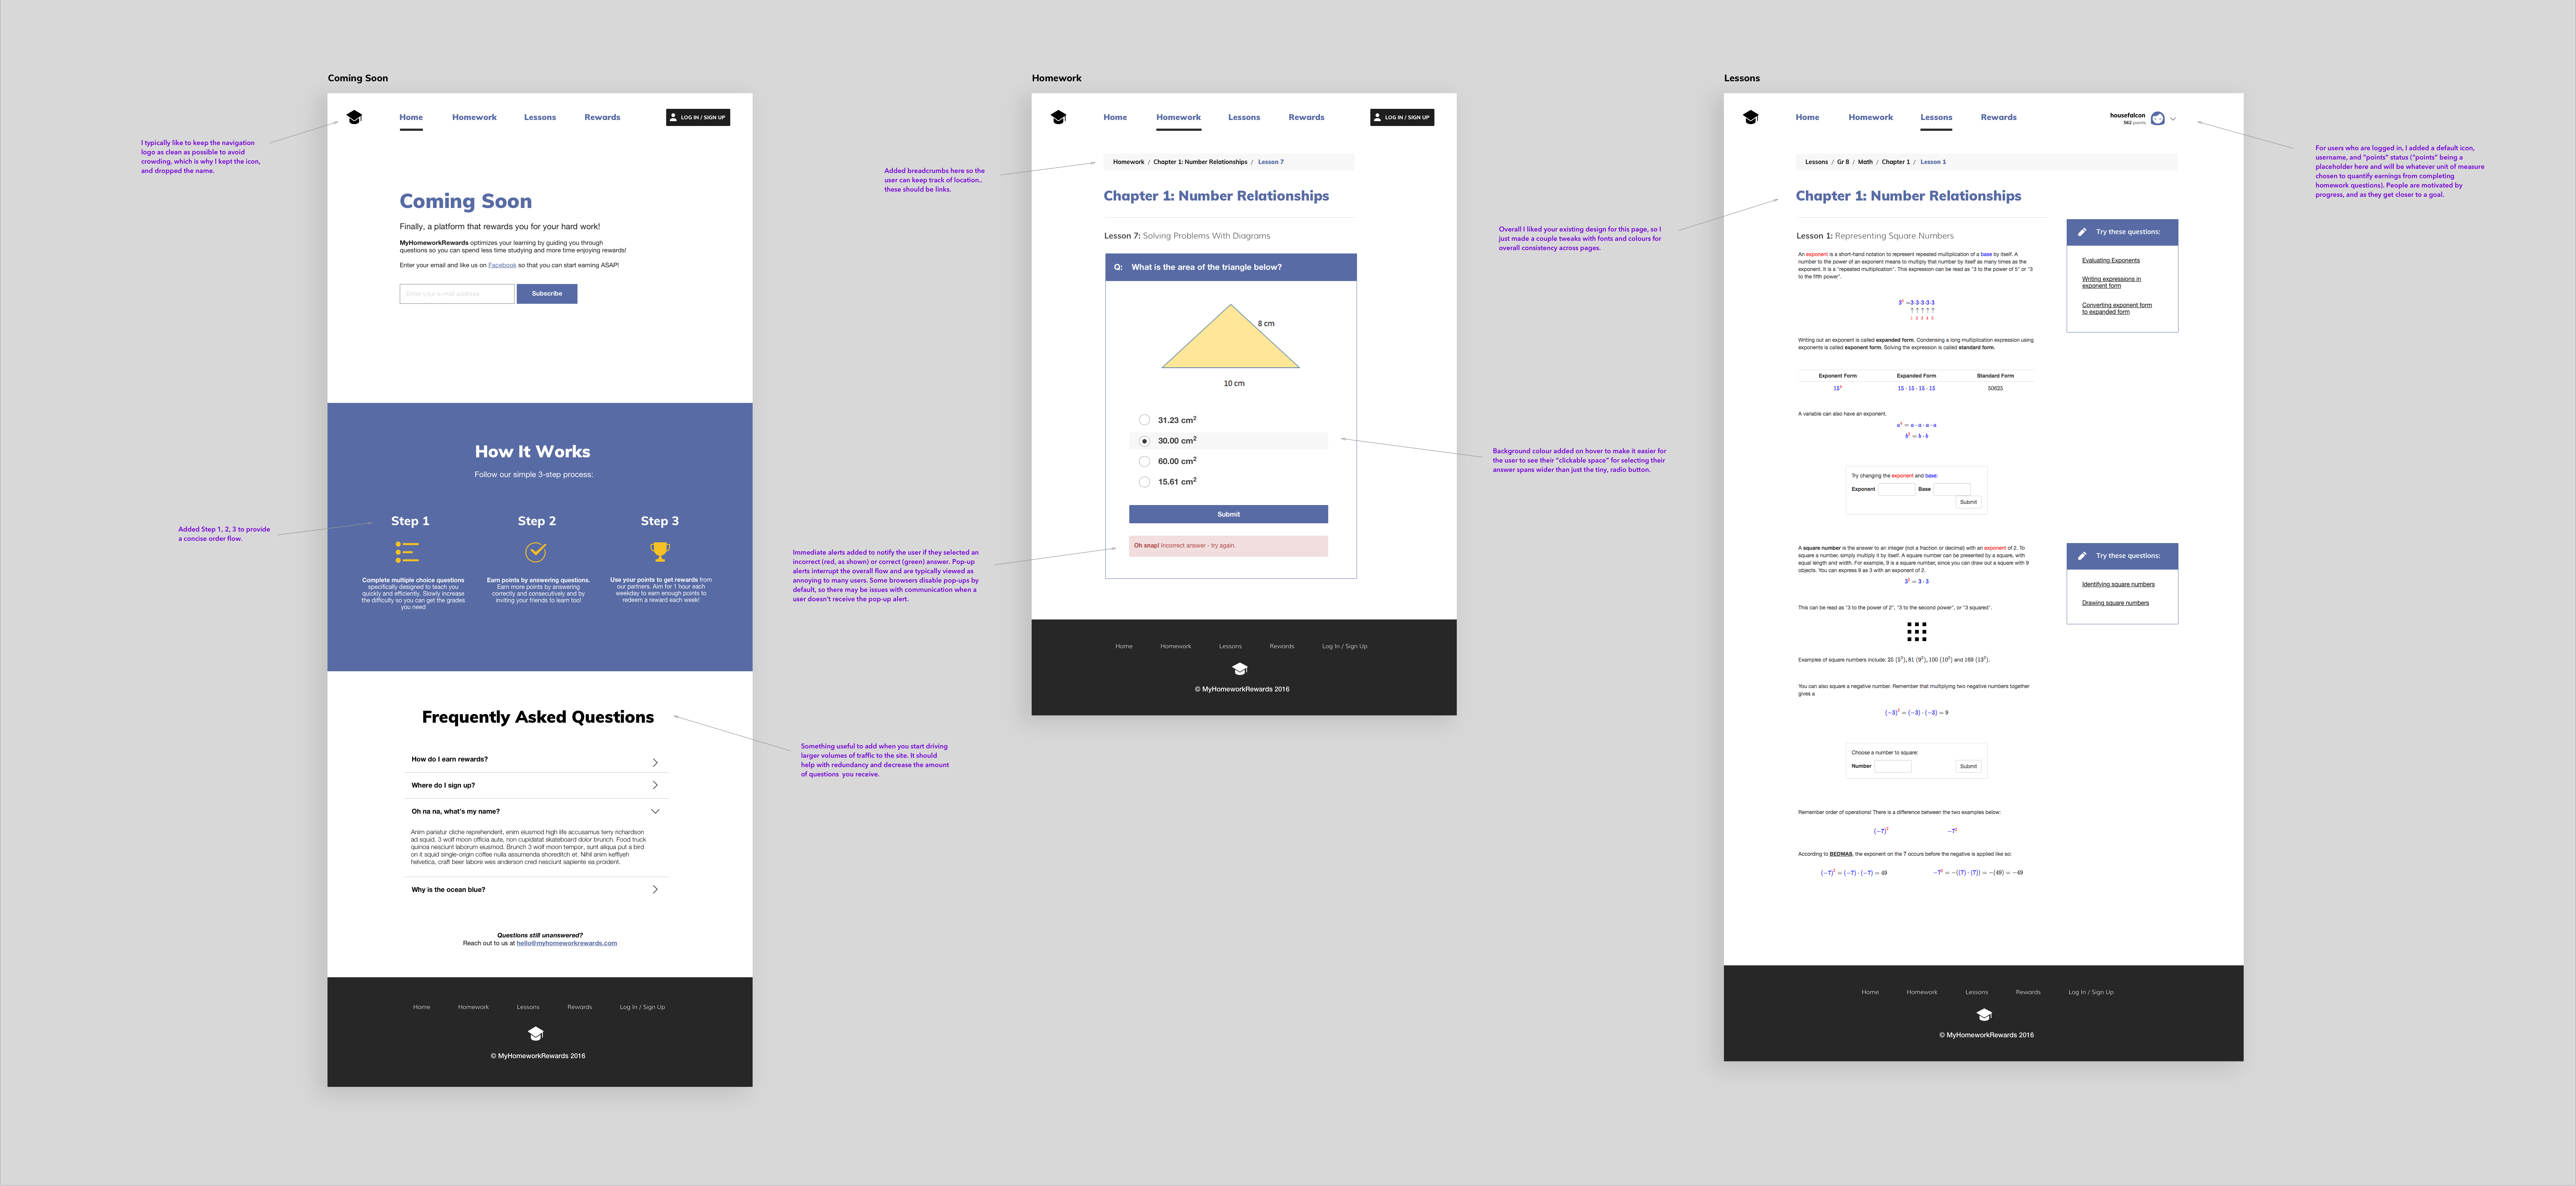 Coming Soon
I typically like to keep the navigation
logo as clean as possible to avoid
crowding, which is why I kept the icon,
and dropped the name.
Home Homework Lessons Rewards LOG IN / SIGN UP
Coming Soon
Finally, a platform that rewards you for your hard work!
MyHomeworkRewards optimizes your learning by guiding you through
questions so you can spend less time studying and more time enjoying rewards!
Enter your email and like us on Facebook so that you can start earning ASAP!
Enter your e-mail address Subscribe
How It Works
Follow our simple 3-step process:
Added Step 1, 2, 3 to provide
a concise order flow.
Step 1
Complete multiple choice questions
specifically designed to teach you
quickly and efficiently. Slowly increase
the difficulty so you can get the grades
you need
Step 2
Earn points by answering questions.
Earn more points by answering
correctly and consecutively and by
inviting your friends to learn too!
Step 3
Use your points to get rewards from
our partners. Aim for 1 hour each
weekday to earn enough points to
redeem a reward each week!
Frequently Asked Questions
Something useful to add when you start driving
larger volumes of traffic to the site. It should
help with redundancy and decrease the amount
of questions you receive.
How do I earn rewards?
Where do I sign up?
Oh na na, what's my name?
Anim pariatur cliche reprehenderit, enim eiusmod high life accusamus terry richardson
ad squid. 3 wolf moon officia aute, non cupidatat skateboard dolor brunch. Food truck
quinoa nesciunt laborum eiusmod. Brunch 3 wolf moon tempor, sunt aliqua put a bird
on it squid single-origin coffee nulla assumenda shoreditch et. Nihil anim keffiyeh
helvetica, craft beer labore wes anderson cred nesciunt sapiente ea proident.
Why is the ocean blue?
Questions still unanswered?
Reach out to us at hello@myhomeworkrewards.com
Home Homework Lessons Rewards Log In / Sign Up
© MyHomeworkRewards 2016
Homework
Home Homework Lessons Rewards LOG IN / SIGN UP
Added breadcrumbs here so the
user can keep track of location..
these should be links.
Homework / Chapter 1: Number Relationships / Lesson 7
Chapter 1: Number Relationships
Lesson 7: Solving Problems With Diagrams
Q: What is the area of the triangle below?
8 cm
10 cm
31.23 cm²
30.00 cm²
60.00 cm²
15.61 cm²
Background colour added on hover to make it easier for
the user to see their "clickable space" for selecting their
answer spans wider than just the tiny, radio button.
Submit
Oh snap! Incorrect answer - try again.
Immediate alerts added to notify the user if they selected an
incorrect (red, as shown) or correct (green) answer. Pop-up
alerts interrupt the overall flow and are typically viewed as
annoying to many users. Some browsers disable pop-ups by
default, so there may be issues with communication when a
user doesn't receive the pop-up alert.
Home Homework Lessons Rewards Log In / Sign Up
© MyHomeworkRewards 2016
Lessons
Home Homework Lessons Rewards
housefalcon
562 points
For users who are logged in, I added a default icon,
username, and "points" status ("points" being a
placeholder here and will be whatever unit of measure
chosen to quantify earnings from completing
homework questions). People are motivated by
progress, and as they get closer to a goal.
Lessons / Gr 8 / Math / Chapter 1 / Lesson 1
Chapter 1: Number Relationships
Overall I liked your existing design for this page, so I
just made a couple tweaks with fonts and colours for
overall consistency across pages.
Lesson 1: Representing Square Numbers
An exponent is a short-hand notation to represent repeated multiplication of a base by itself. A
number to the power of an exponent means to multiply that number by itself as many times as the
exponent. It is a "repeated multiplication". This expression can be read as "3 to the power of 5" or "3
to the fifth power".
3⁵ =3·3·3·3·3
↑ ↑ ↑ ↑ ↑
1 2 3 4 5
Writing out an exponent is called expanded form. Condensing a long multiplication expression using
exponents is called exponent form. Solving the expression is called standard form.
Exponent Form Expanded Form Standard Form
15⁴ 15 · 15 · 15 · 15 50625
A variable can also have an exponent.
a⁴ = a · a · a · a
b² = b · b
Try changing the exponent and base:
Exponent Base
Submit
Try these questions:
Evaluating Exponents
Writing expressions in
exponent form
Converting exponent form
to expanded form
A square number is the answer to an integer (not a fraction or decimal) with an exponent of 2. To
square a number, simply multiply it by itself. A square number can be presented by a square, with
equal length and width. For example, 9 is a square number, since you can draw out a square with 9
objects. You can express 9 as 3 with an exponent of 2.
3² = 3 · 3
Try these questions:
Identifying square numbers
Drawing square numbers
This can be read as "3 to the power of 2", "3 to the second power", or "3 squared".
Examples of square numbers include: 25 (5²), 81 (9²), 100 (10²) and 169 (13²).
You can also square a negative number. Remember that multiplying two negative numbers together
gives a
(−3)² = (−3) · (−3) = 9
Choose a number to square:
Number Submit
Remember order of operations! There is a difference between the two examples below:
(−7)² −7²
According to BEDMAS, the exponent on the 7 occurs before the negative is applied like so:
(−7)² = (−7) · (−7) = 49 −7² = −((7) · (7)) = −(49) = −49
Home Homework Lessons Rewards Log In / Sign Up
© MyHomeworkRewards 2016